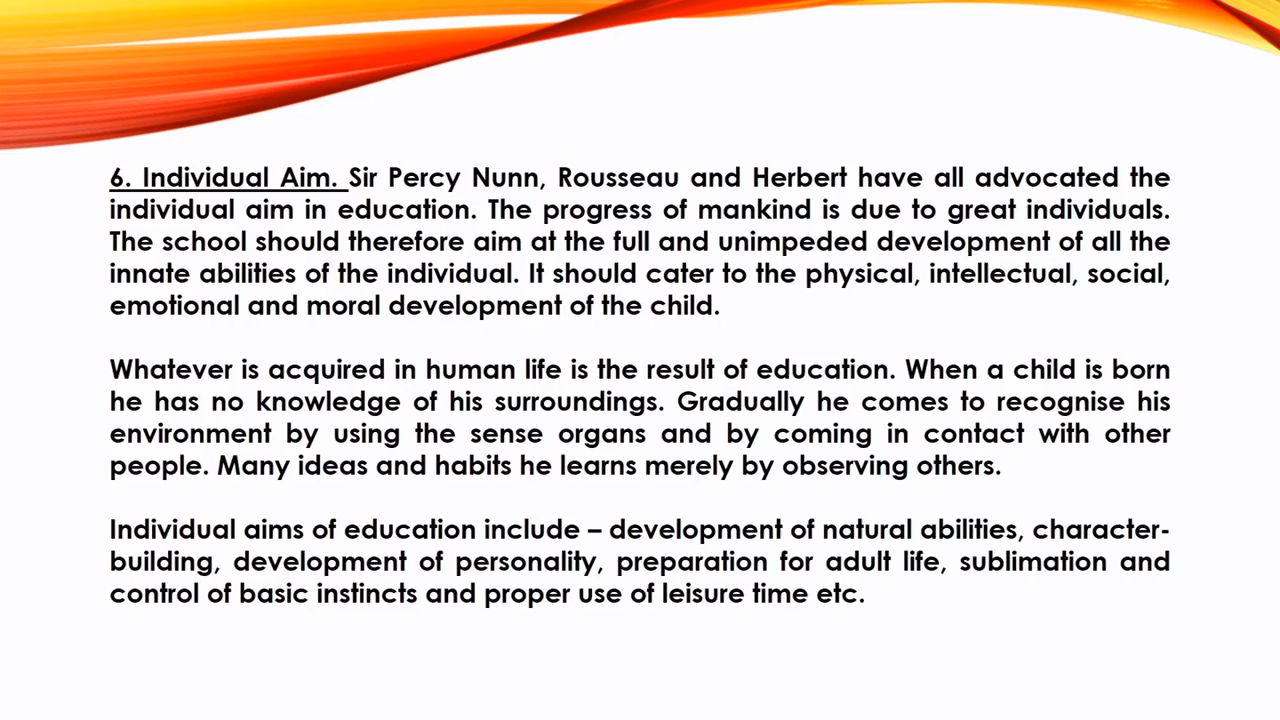 6. Individual Aim. Sir Percy Nunn, Rousseau and Herbert have all advocated the
individual aim in education. The progress of mankind is due to great individuals.
The school should therefore aim at the full and unimpeded development of all the
innate abilities of the individual. It should cater to the physical, intellectual, social,
emotional and moral development of the child.
Whatever is acquired in human life is the result of education. When a child is born
he has no knowledge of his surroundings. Gradually he comes to recognise his
environment by using the sense organs and by coming in contact with other
people. Many ideas and habits he learns merely by observing others.
Individual aims of education include – development of natural abilities, character-
building, development of personality, preparation for adult life, sublimation and
control of basic instincts and proper use of leisure time etc.